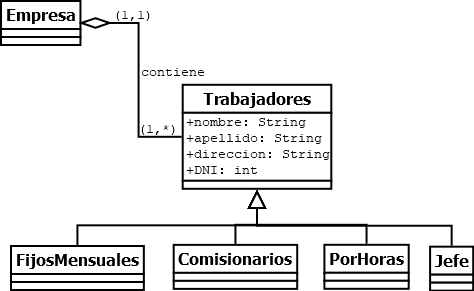 Empresa
(1,1)
contiene
(1,*)
Trabajadores
+nombre: String
+apellido: String
+direccion: String
+DNI: int
FijosMensuales
Comisionarios
PorHoras
Jefe